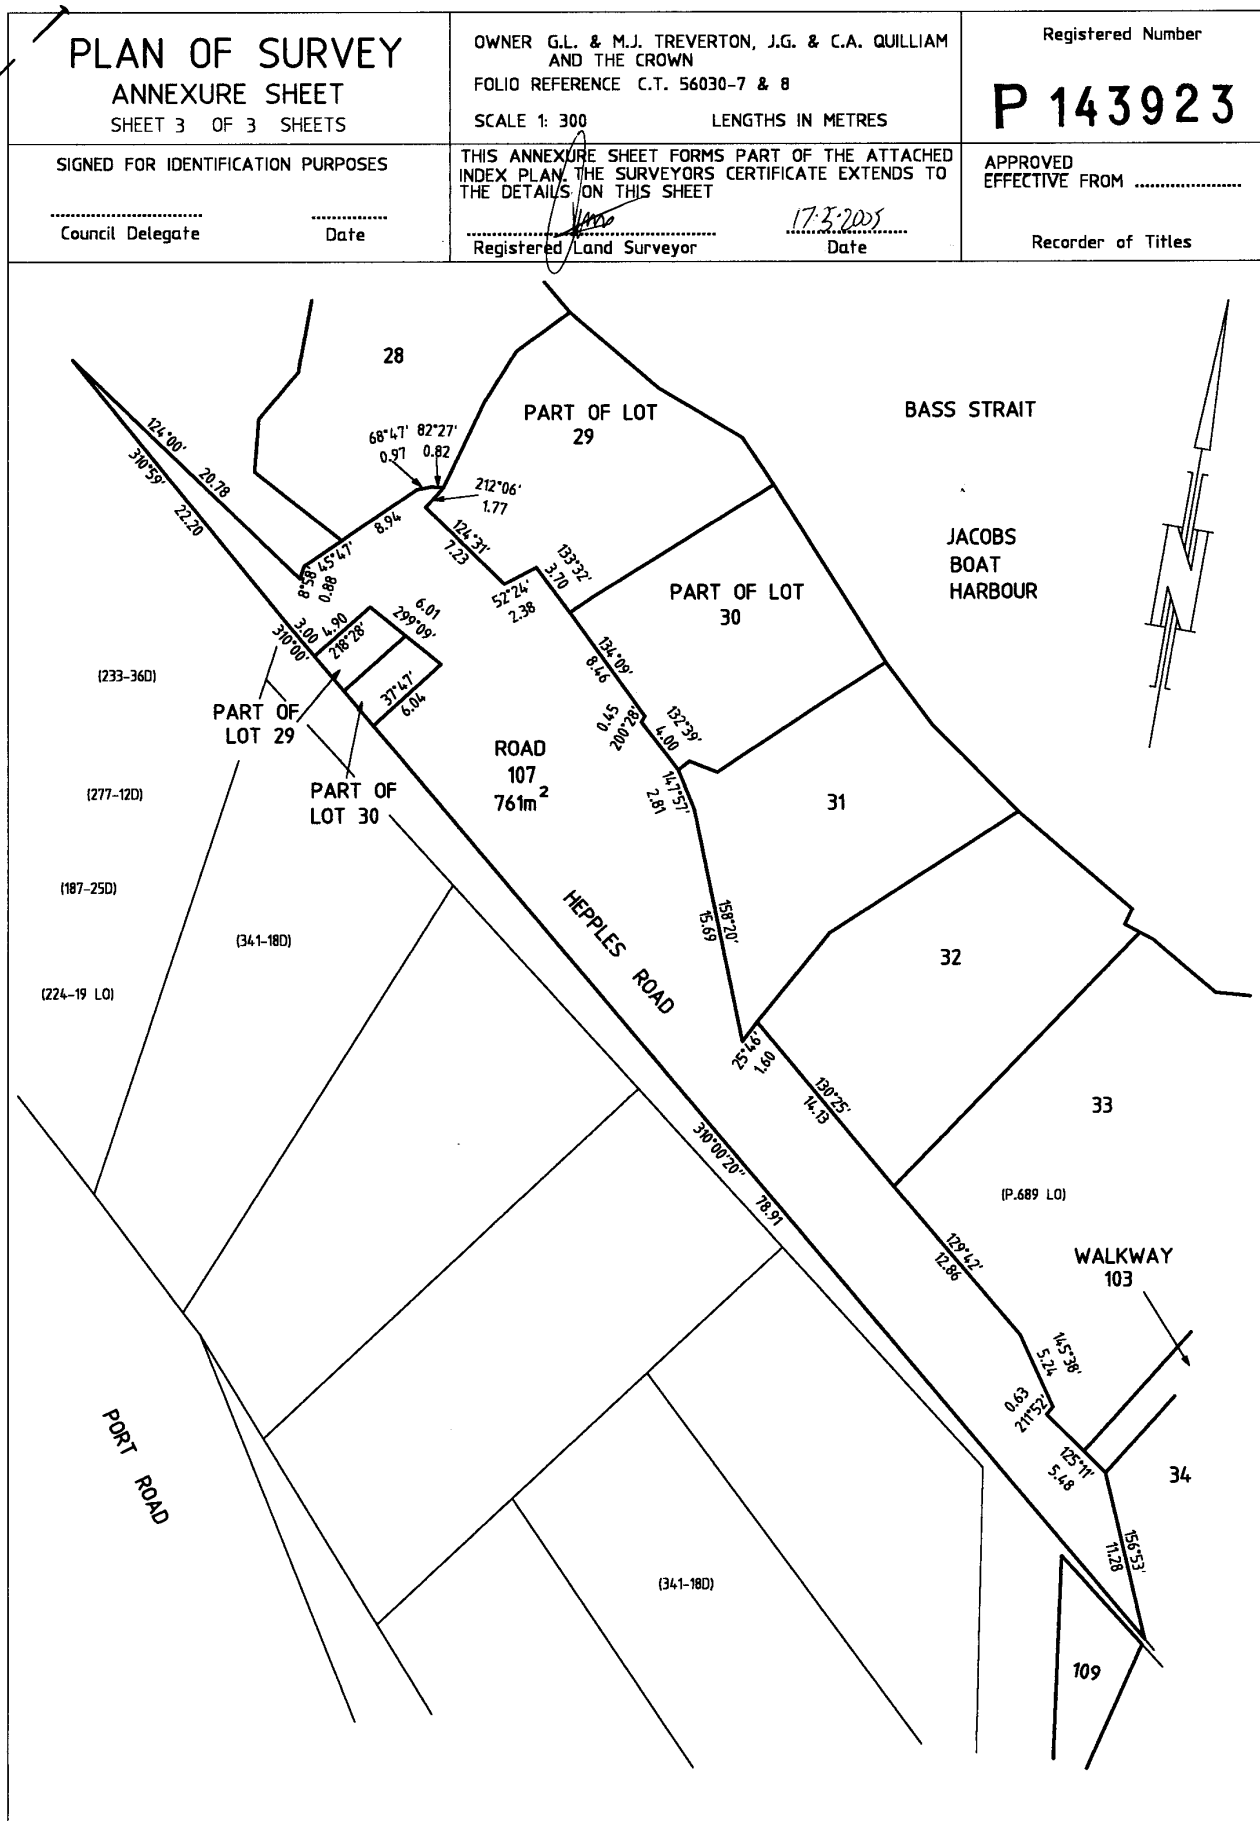 PLAN OF SURVEY
ANNEXURE SHEET
SHEET 3 OF 3 SHEETS
OWNER G.L. & M.J. TREVERTON, J.G. & C.A. QUILLIAM
AND THE CROWN
FOLIO REFERENCE C.T. 56030-7 & 8
SCALE 1: 300 LENGTHS IN METRES
Registered Number
P 143923
SIGNED FOR IDENTIFICATION PURPOSES
Council Delegate Date
THIS ANNEXURE SHEET FORMS PART OF THE ATTACHED
INDEX PLAN. THE SURVEYORS CERTIFICATE EXTENDS TO
THE DETAILS ON THIS SHEET
17.5.2005
Registered Land Surveyor Date
APPROVED
EFFECTIVE FROM
Recorder of Titles
28
PART OF LOT
29
BASS STRAIT
JACOBS
BOAT
HARBOUR
124°00'
20.78
310°59'
22.20
68°47'
0.97
82°27'
0.82
212°06'
1.77
8.94
45°47'
8°58'
0.88
124°31'
7.23
52°24'
2.38
133°32'
3.70
PART OF LOT
30
3.00
310°00'
4.90
218°28'
6.01
299°09'
37°47'
6.04
134°09'
8.46
0.45
200°28'
132°39'
4.00
147°57'
2.81
(233-36D)
PART OF
LOT 29
PART OF
LOT 30
ROAD
107
761m²
(277-12D)
31
(187-25D)
(341-18D)
(224-19 LO)
HEPPLES ROAD
158°20'
15.69
32
25°46'
1.60
130°25'
14.13
33
310°00'20"
78.91
(P.689 LO)
129°42'
12.86
WALKWAY
103
145°38'
5.24
0.63
211°52'
125°11'
5.48
34
PORT ROAD
156°53'
11.28
(341-18D)
109